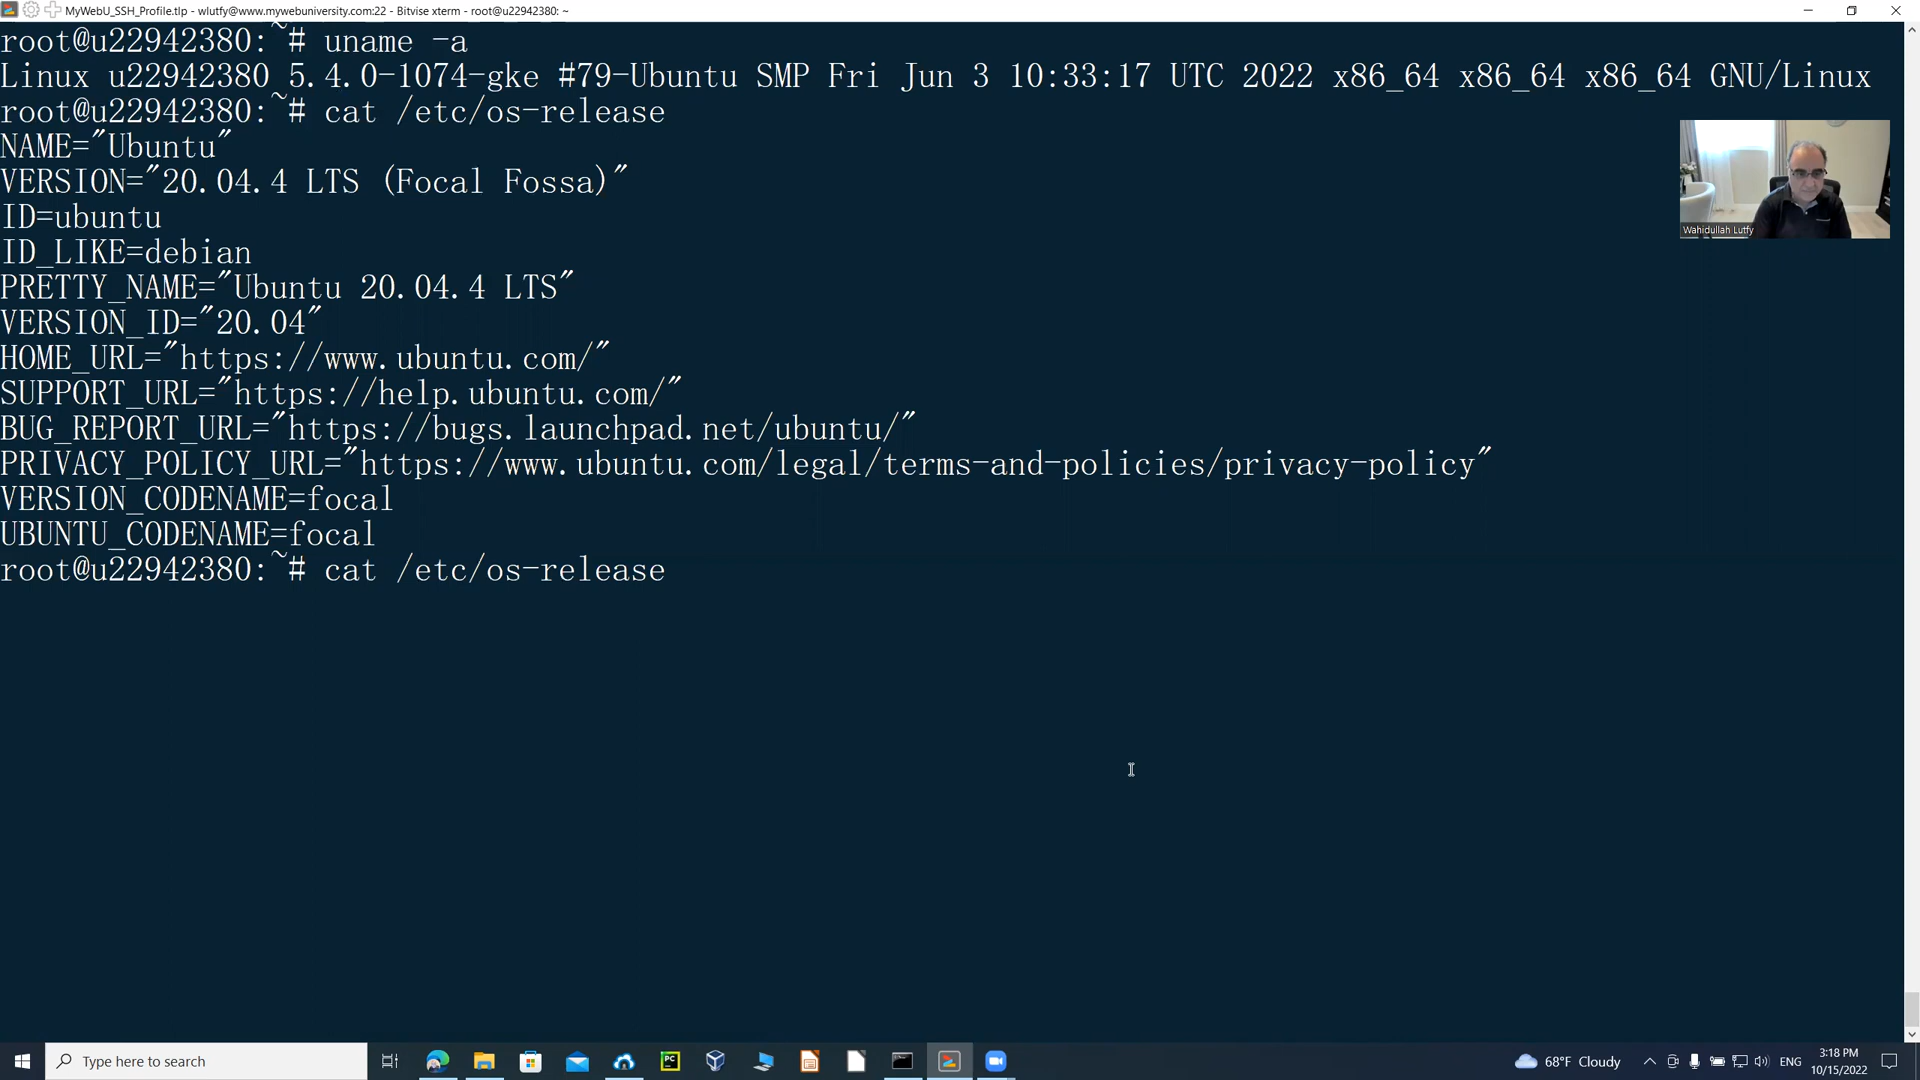 MyWebU_SSH_Profile.tlp - wlutfy@www.mywebuniversity.com:22 - Bitvise xterm - root@u22942380: ~
root@u22942380:~# uname -a
Linux u22942380 5.4.0-1074-gke #79-Ubuntu SMP Fri Jun 3 10:33:17 UTC 2022 x86_64 x86_64 x86_64 GNU/Linux
root@u22942380:~# cat /etc/os-release
NAME="Ubuntu"
VERSION="20.04.4 LTS (Focal Fossa)"
ID=ubuntu
ID_LIKE=debian
PRETTY_NAME="Ubuntu 20.04.4 LTS"
VERSION_ID="20.04"
HOME_URL="https://www.ubuntu.com/"
SUPPORT_URL="https://help.ubuntu.com/"
BUG_REPORT_URL="https://bugs.launchpad.net/ubuntu/"
PRIVACY_POLICY_URL="https://www.ubuntu.com/legal/terms-and-policies/privacy-policy"
VERSION_CODENAME=focal
UBUNTU_CODENAME=focal
root@u22942380:~# cat /etc/os-release
Wahidullah Lutfy
Type here to search
PC
68°F Cloudy
ENG
3:18 PM
10/15/2022